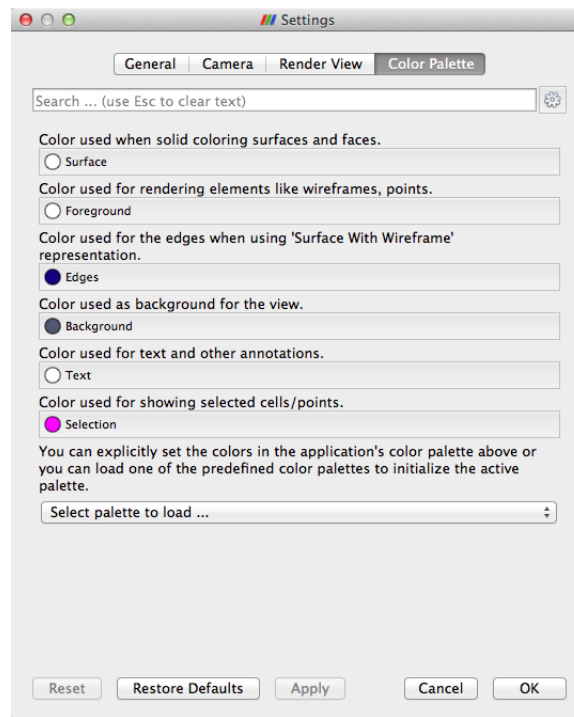 Settings
General Camera Render View Color Palette
Search ... (use Esc to clear text)
Color used when solid coloring surfaces and faces.
Surface
Color used for rendering elements like wireframes, points.
Foreground
Color used for the edges when using 'Surface With Wireframe'
representation.
Edges
Color used as background for the view.
Background
Color used for text and other annotations.
Text
Color used for showing selected cells/points.
Selection
You can explicitly set the colors in the application's color palette above or
you can load one of the predefined color palettes to initialize the active
palette.
Select palette to load ...
Reset Restore Defaults Apply Cancel OK